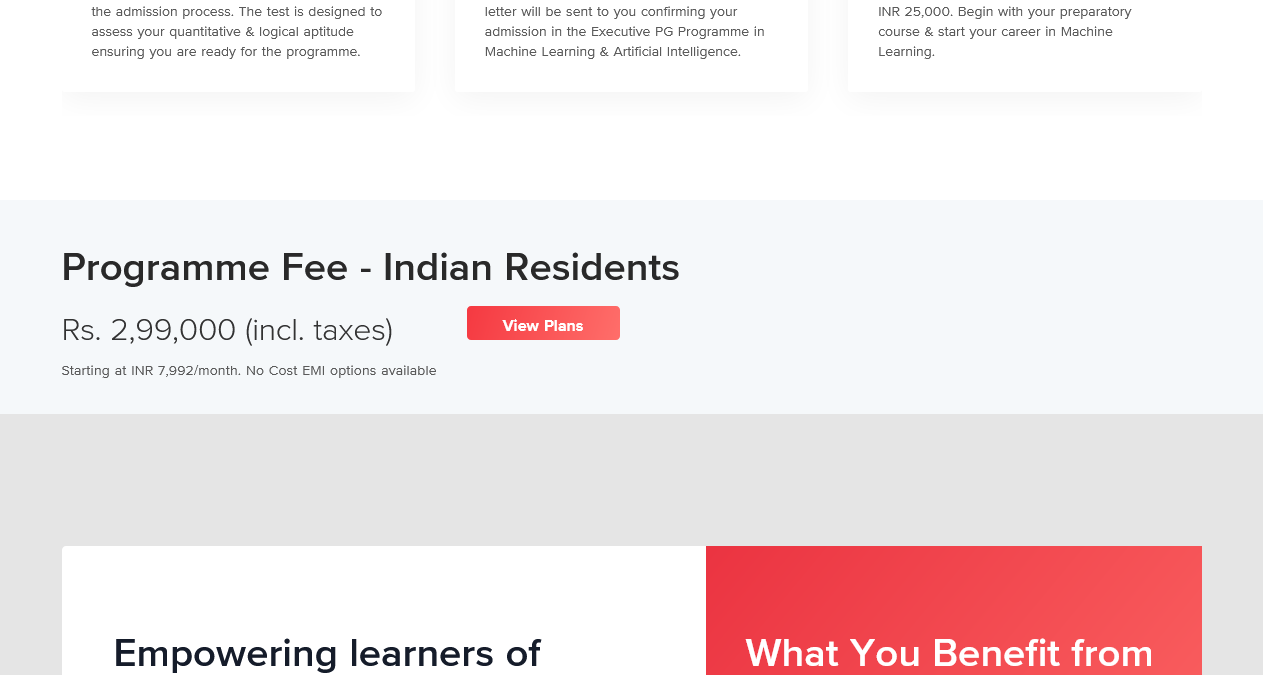 the admission process. The test is designed to
assess your quantitative & logical aptitude
ensuring you are ready for the programme.
letter will be sent to you confirming your
admission in the Executive PG Programme in
Machine Learning & Artificial Intelligence.
INR 25,000. Begin with your preparatory
course & start your career in Machine
Learning.
Programme Fee - Indian Residents
Rs. 2,99,000 (incl. taxes)
View Plans
Starting at INR 7,992/month. No Cost EMI options available
Empowering learners of
What You Benefit from